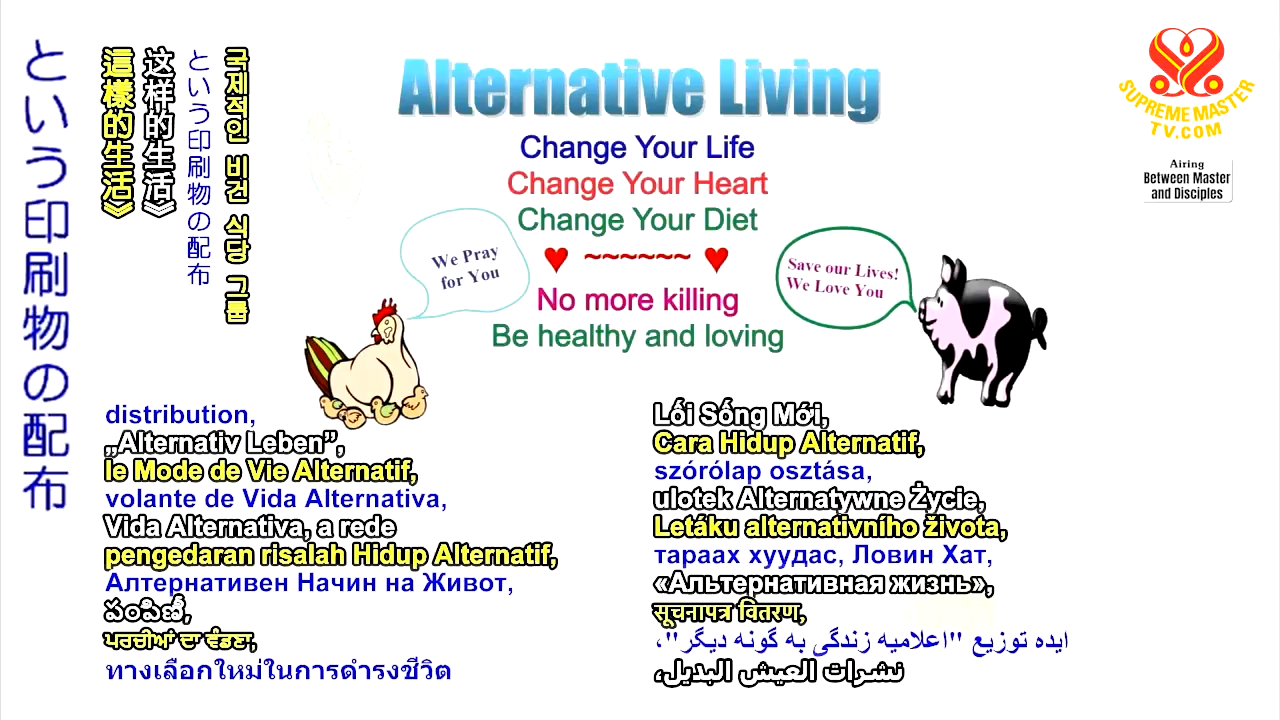 という印刷物の配布
這樣的生活》
这样的生活》
という印刷物の配布
국제적인 비건 식당 그룹
Alternative Living
Change Your Life
Change Your Heart
Change Your Diet
~~~~~~
No more killing
Be healthy and loving
We Pray
for You
Save our Lives!
We Love You
SUPREME MASTER
TV.COM
Airing
Between Master
and Disciples
distribution,
„Alternativ Leben”,
le Mode de Vie Alternatif,
volante de Vida Alternativa,
Vida Alternativa, a rede
pengedaran risalah Hidup Alternatif,
Алтернативен Начин на Живот,
పంపిణీ,
ਪਰਚੀਆਂ ਦਾ ਵੰਡਣਾ,
ทางเลือกใหม่ในการดำรงชีวิต
Lối Sống Mới,
Cara Hidup Alternatif,
szórólap osztása,
ulotek Alternatywne Życie,
Letáku alternativního života,
тараах хуудас, Ловин Хат,
«Альтернативная жизнь»,
सूचनापत्र वितरण,
ایده توزیع "اعلامیه زندگی به گونه دیگر"،
نشرات العيش البديل،